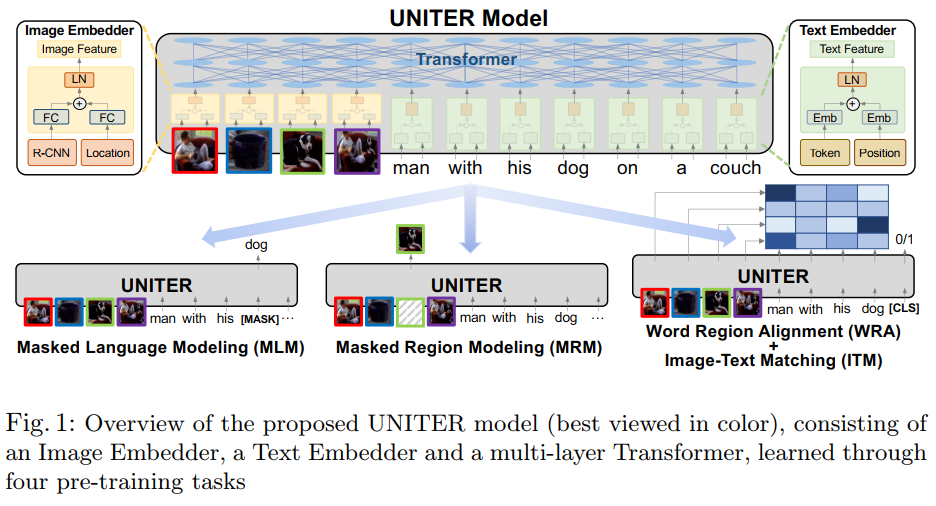 UNITER Model
Image Embedder
Image Feature
LN
FC
FC
R-CNN
Location
Transformer
man with his dog on a couch
Text Embedder
Text Feature
LN
Emb
Emb
Token
Position
dog
UNITER
man with his [MASK] ...
Masked Language Modeling (MLM)
UNITER
man with his dog ...
Masked Region Modeling (MRM)
0/1
UNITER
man with his dog [CLS]
Word Region Alignment (WRA)
+
Image-Text Matching (ITM)
Fig. 1: Overview of the proposed UNITER model (best viewed in color), consisting of
an Image Embedder, a Text Embedder and a multi-layer Transformer, learned through
four pre-training tasks